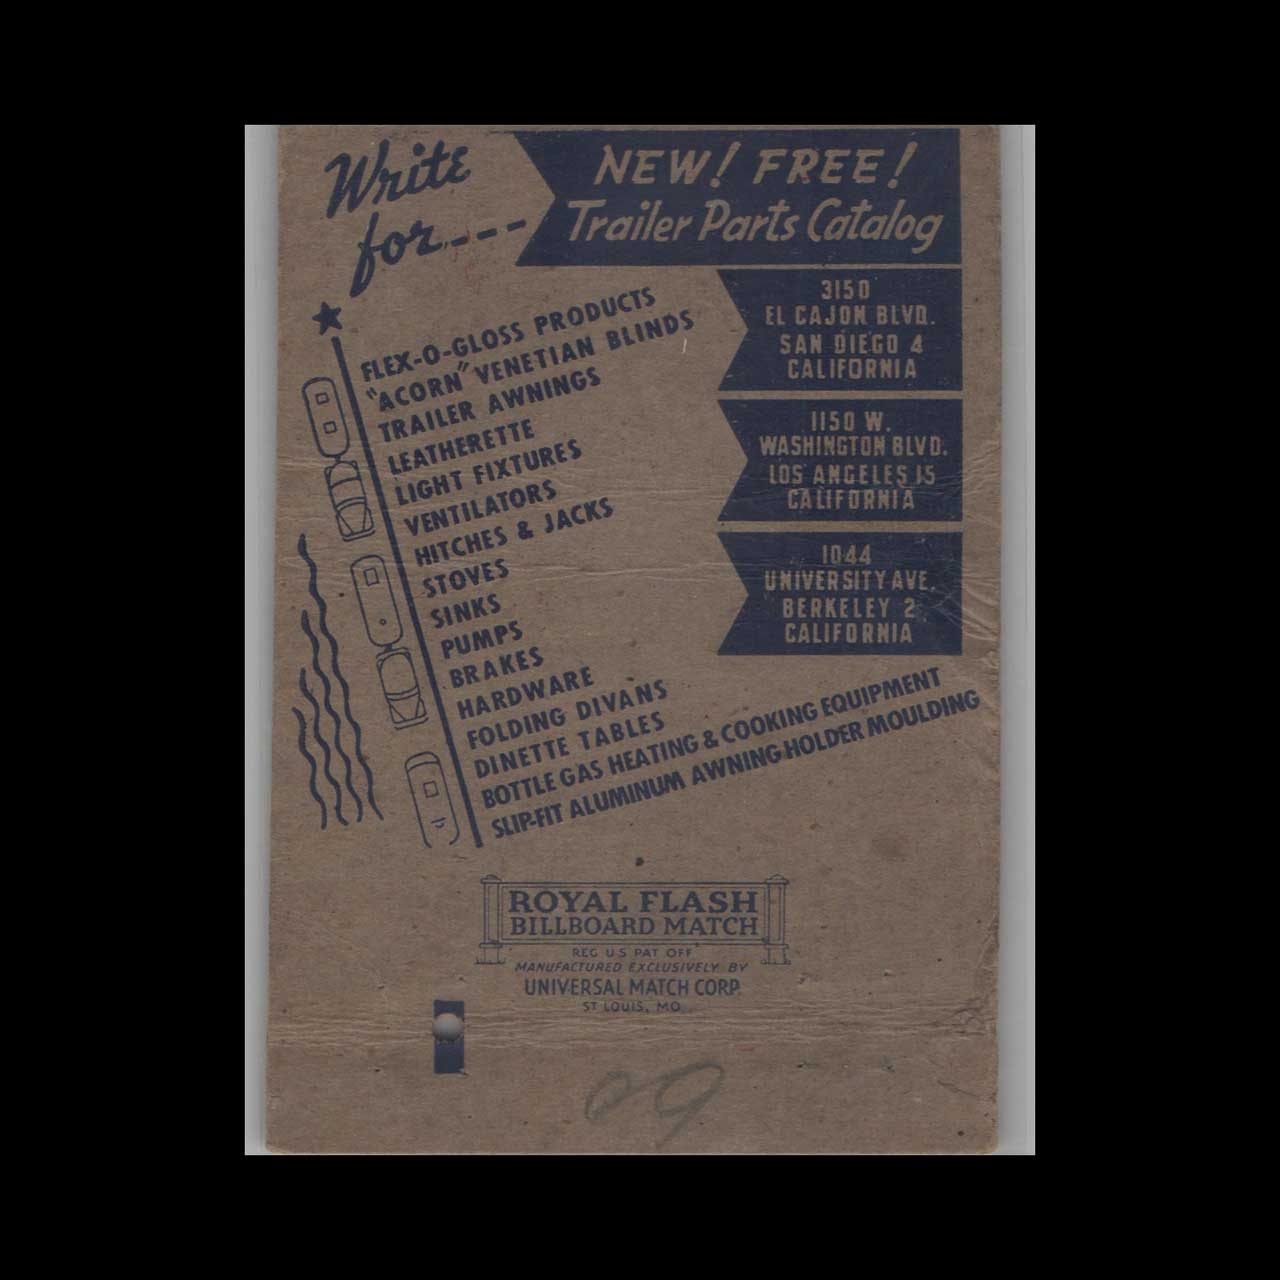 Write
for---
NEW! FREE!
Trailer Parts Catalog
3150
EL CAJON BLVD.
SAN DIEGO 4
CALIFORNIA
1150 W.
WASHINGTON BLVD.
LOS ANGELES 15
CALIFORNIA
1044
UNIVERSITY AVE.
BERKELEY 2
CALIFORNIA
FLEX-O-GLOSS PRODUCTS
"ACORN" VENETIAN BLINDS
TRAILER AWNINGS
LEATHERETTE
LIGHT FIXTURES
VENTILATORS
HITCHES & JACKS
STOVES
SINKS
PUMPS
BRAKES
HARDWARE
FOLDING DIVANS
DINETTE TABLES
BOTTLE GAS HEATING & COOKING EQUIPMENT
SLIP-FIT ALUMINUM AWNING HOLDER MOULDING
ROYAL FLASH
BILLBOARD MATCH
REG U S PAT OFF
MANUFACTURED EXCLUSIVELY BY
UNIVERSAL MATCH CORP.
ST LOUIS, MO.
09